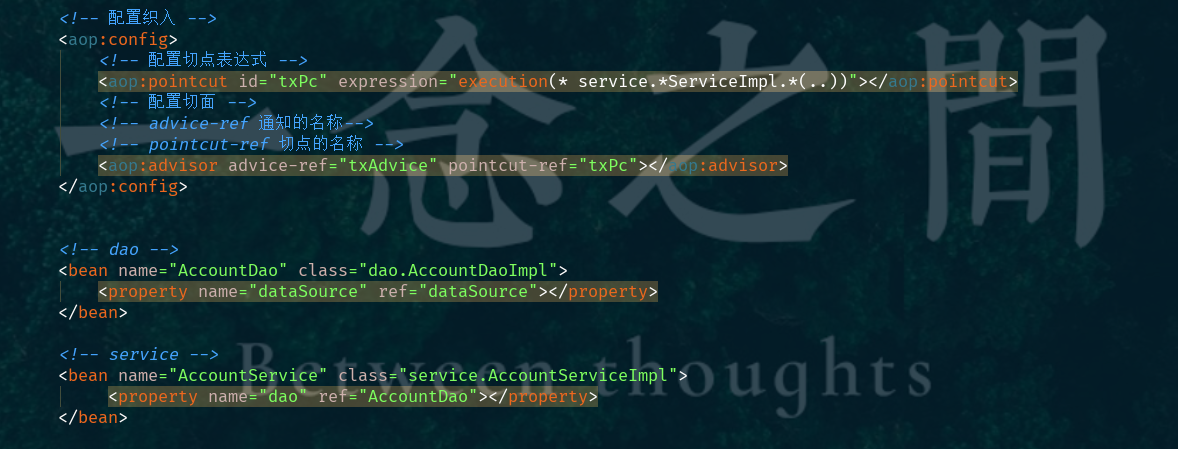 <!-- 配置织入 -->
<aop:config>
<!-- 配置切点表达式 -->
<aop:pointcut id="txPc" expression="execution(* service.*ServiceImpl.*(..))"></aop:pointcut>
<!-- 配置切面 -->
<!-- advice-ref 通知的名称-->
<!-- pointcut-ref 切点的名称 -->
<aop:advisor advice-ref="txAdvice" pointcut-ref="txPc"></aop:advisor>
</aop:config>
一念之間
<!-- dao -->
<bean name="AccountDao" class="dao.AccountDaoImpl">
<property name="dataSource" ref="dataSource"></property>
</bean>
<!-- service -->
Between thoughts
<bean name="AccountService" class="service.AccountServiceImpl">
<property name="dao" ref="AccountDao"></property>
</bean>